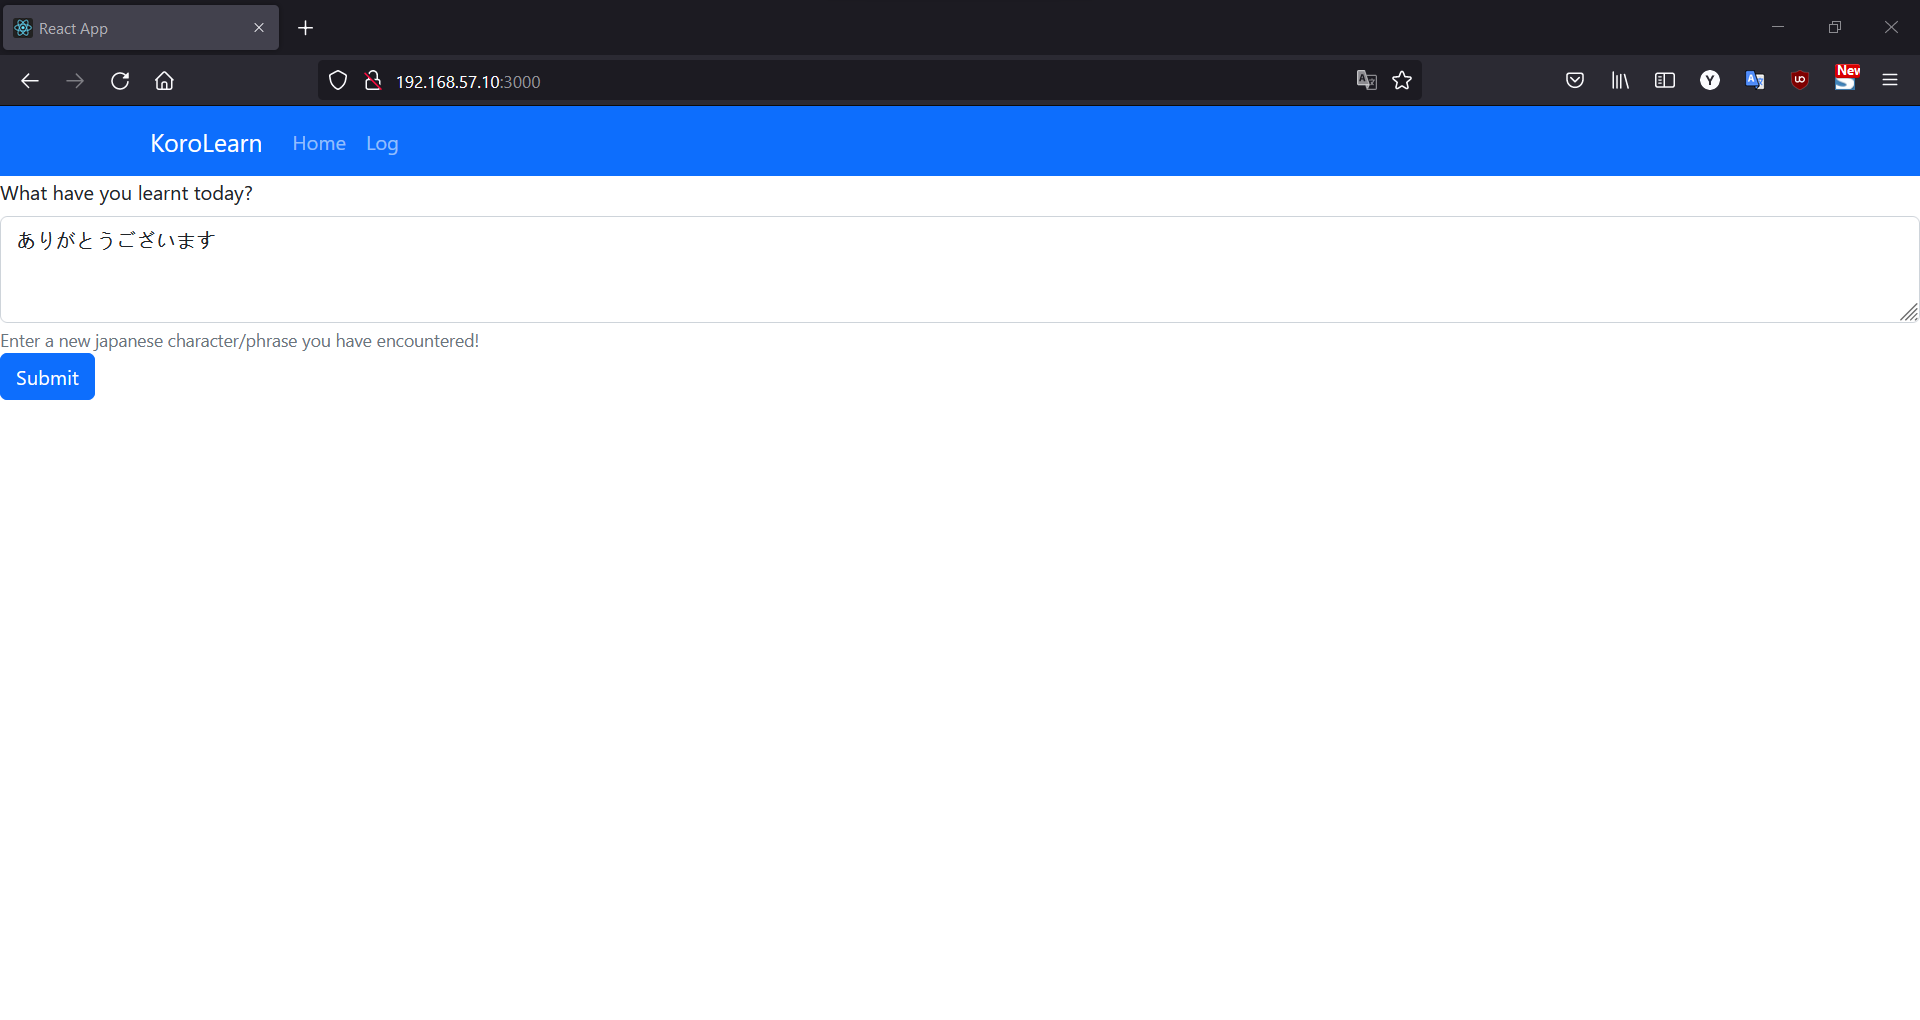 React App
192.168.57.10:3000
New
KoroLearn Home Log
What have you learnt today?
ありがとうございます
Enter a new japanese character/phrase you have encountered!
Submit